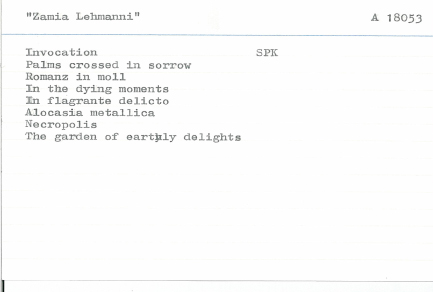 "Zamia Lehmanni" A 18053
Invocation SPK
Palms crossed in sorrow
Romanz in moll
In the dying moments
In flagrante delicto
Alocasia metallica
Necropolis
The garden of earthly delights